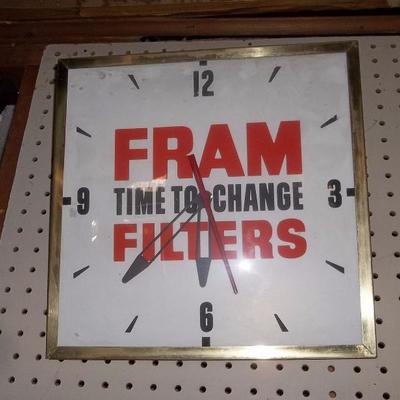 12
FRAM
9 TIME TO CHANGE 3
FILTERS
6